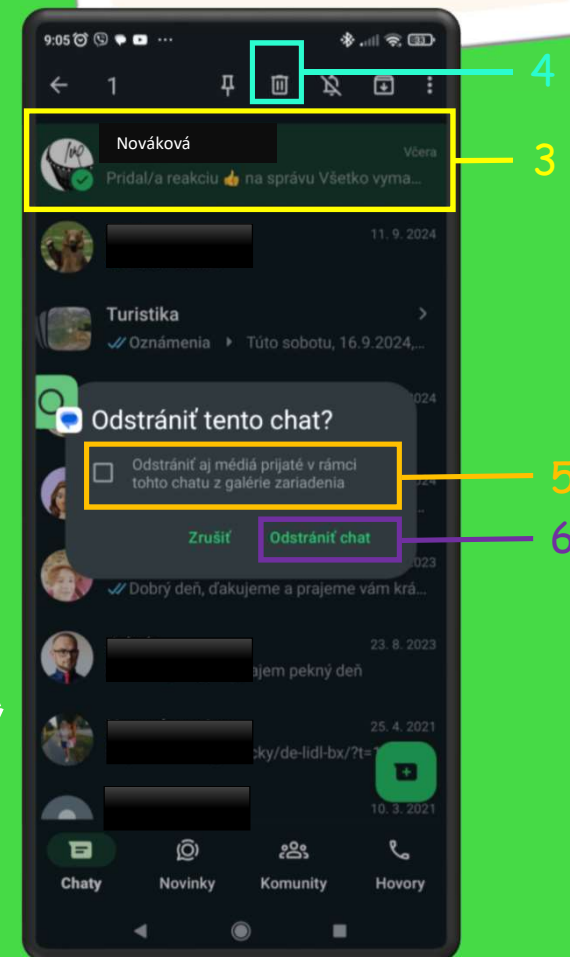 9:05
33
1
4
Nováková
Včera
Pridal/a reakciu 👍 na správu Všetko vyma…
3
11. 9. 2024
Turistika
Oznámenia ▸ Túto sobotu, 16.9.2024,…
024
Odstrániť tento chat?
Odstrániť aj médiá prijaté v rámci
tohto chatu z galérie zariadenia
5
Zrušiť Odstrániť chat
6
023
Dobrý deň, ďakujeme a prajeme vám krá…
23. 8. 2023
ajem pekný deň
25. 4. 2021
cky/de-lidl-bx/?t=
10. 3. 2021
Chaty Novinky Komunity Hovory